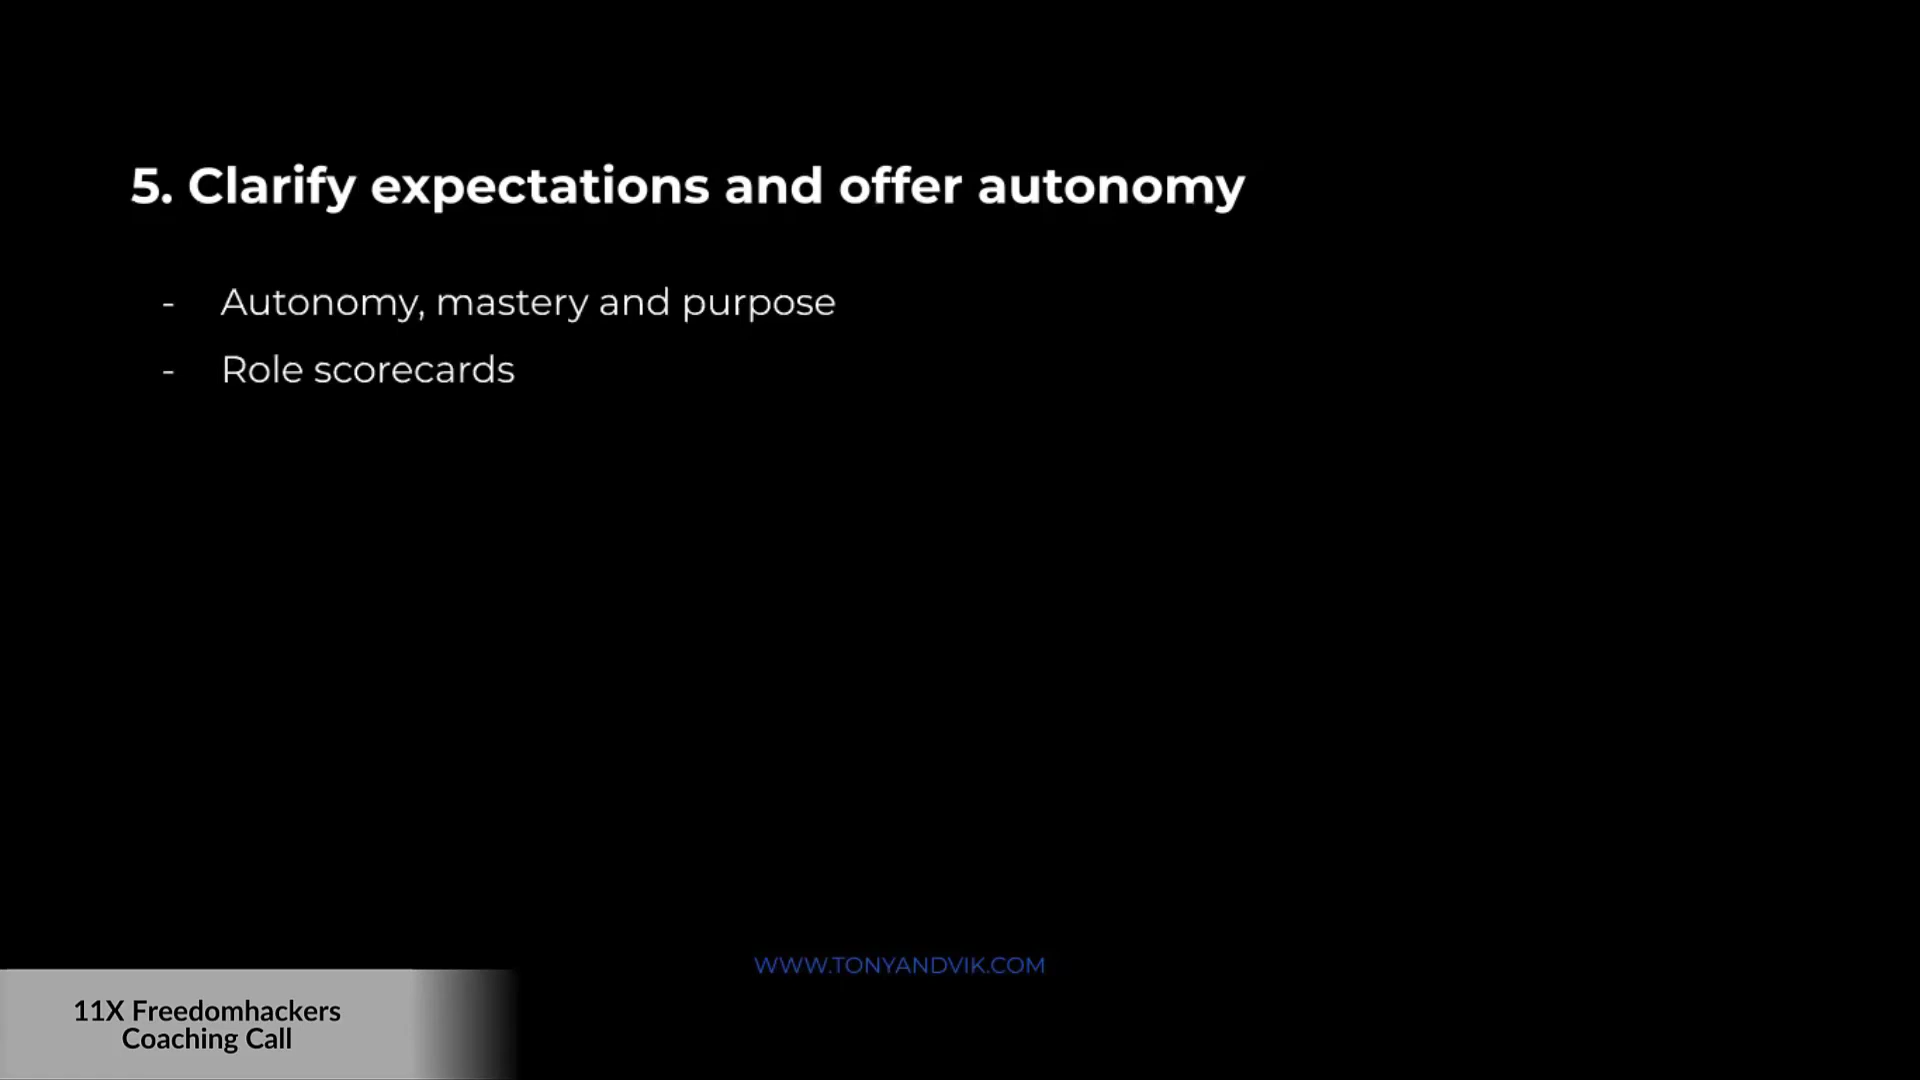 5. Clarify expectations and offer autonomy
- Autonomy, mastery and purpose
- Role scorecards
WWW.TONYANDVIK.COM
11X Freedomhackers
Coaching Call